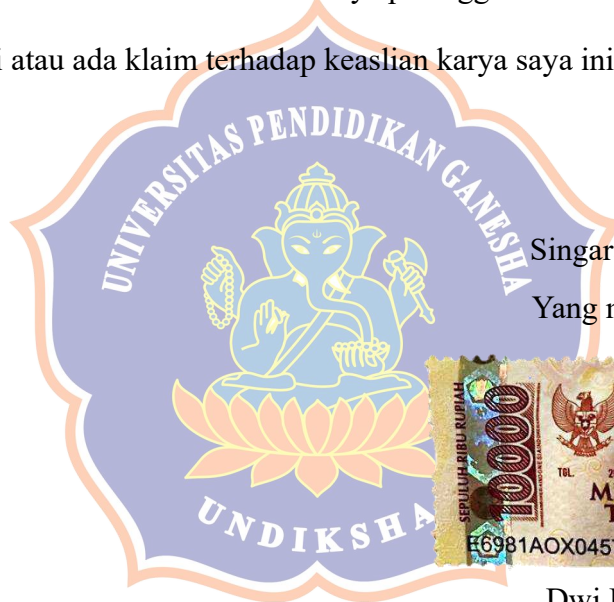 i atau ada klaim terhadap keaslian karya saya ini
UNIVERSITAS PENDIDIKAN GANESHA
Singar
Yang
SEPULUH RIBU RUPIAH
10000
TGL.
UNDIKSHA
E6981AOX045
Dwi